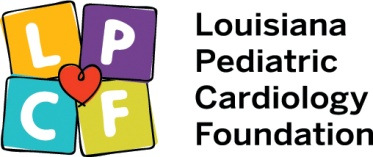 L P
C F
Louisiana
Pediatric
Cardiology
Foundation